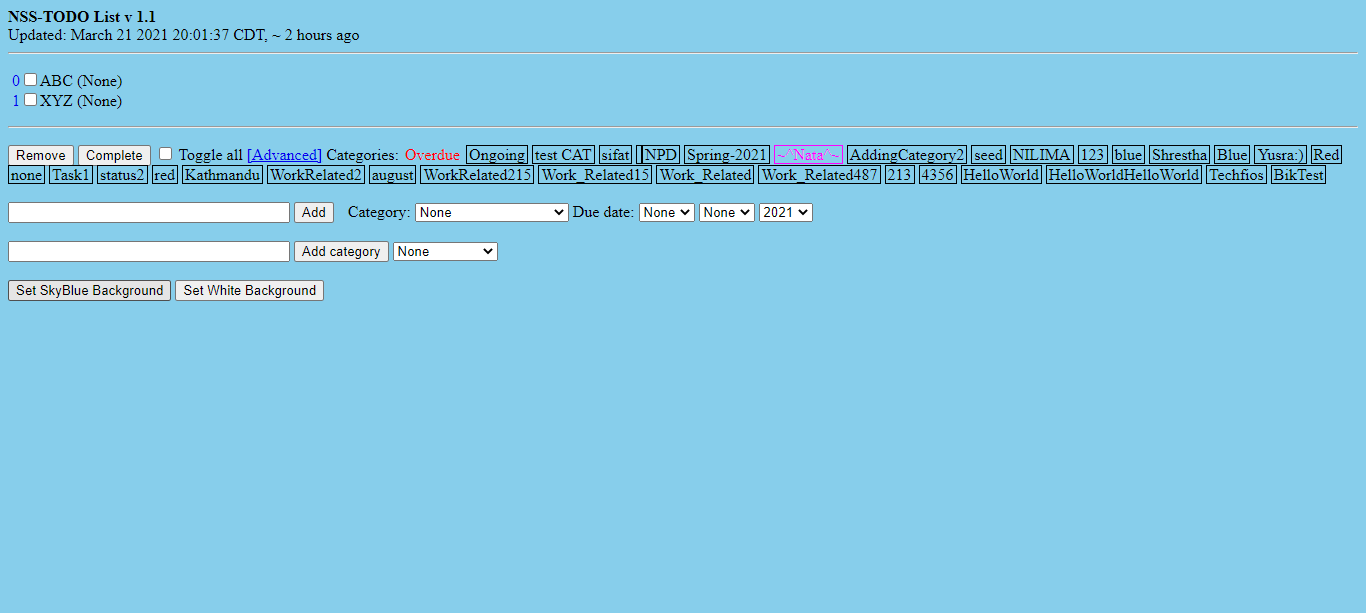 NSS-TODO List v 1.1
Updated: March 21 2021 20:01:37 CDT, ~ 2 hours ago
0 ABC (None)
1 XYZ (None)
Remove Complete Toggle all [Advanced] Categories: Overdue Ongoing test CAT sifat NPD Spring-2021 ~^Nata^~ AddingCategory2 seed NILIMA 123 blue Shrestha Blue Yusra:) Red
none Task1 status2 red Kathmandu WorkRelated2 august WorkRelated215 Work_Related15 Work_Related Work_Related487 213 4356 HelloWorld HelloWorldHelloWorld Techfios BikTest
Add Category: None Due date: None None 2021
Add category None
Set SkyBlue Background Set White Background